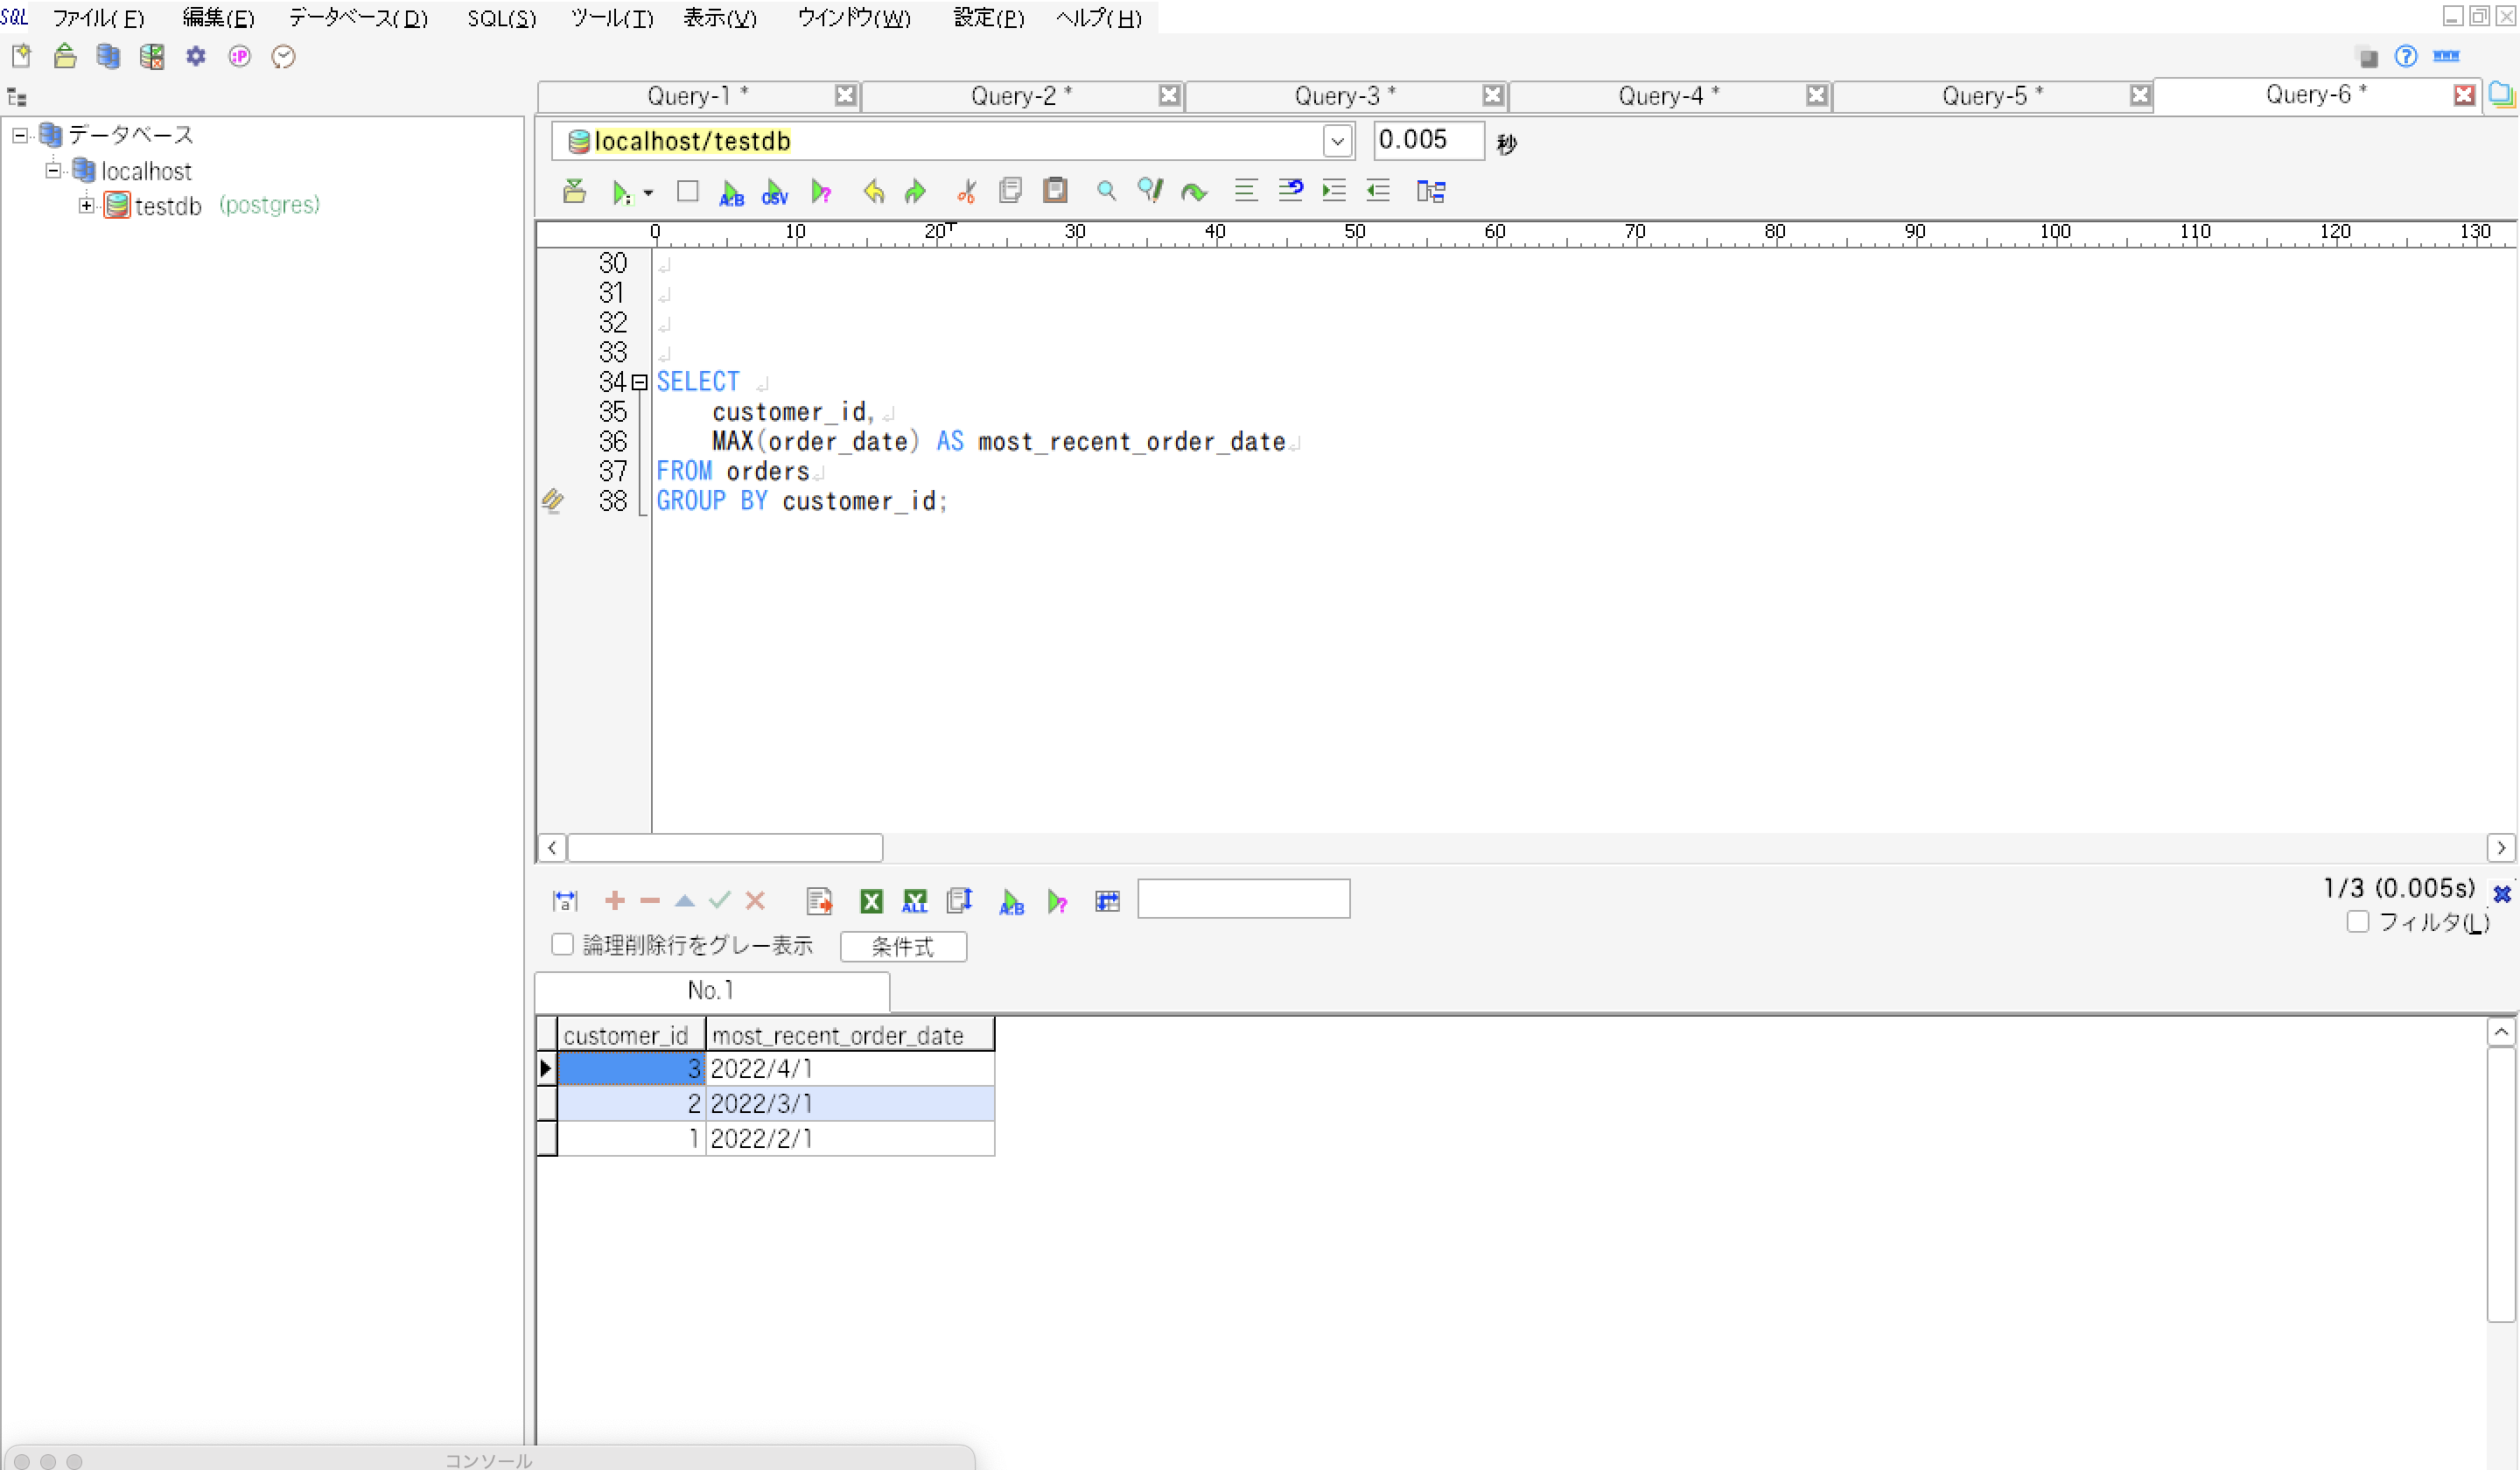 SQL ファイル(F) 編集(E) データベース(D) SQL(S) ツール(T) 表示(V) ウインドウ(W) 設定(P) ヘルプ(H)
Query-1 * Query-2 * Query-3 * Query-4 * Query-5 * Query-6 *
データベース
localhost
testdb (postgres)
localhost/testdb 0.005 秒
A:B CSV
0 10 20 30 40 50 60 70 80 90 100 110 120 130
30
31
32
33
34 SELECT
35 customer_id,
36 MAX(order_date) AS most_recent_order_date
37 FROM orders
38 GROUP BY customer_id;
ALL A:B
1/3 (0.005s)
フィルタ(L)
論理削除行をグレー表示 条件式
No.1
customer_id most_recent_order_date
3 2022/4/1
2 2022/3/1
1 2022/2/1
コンソール